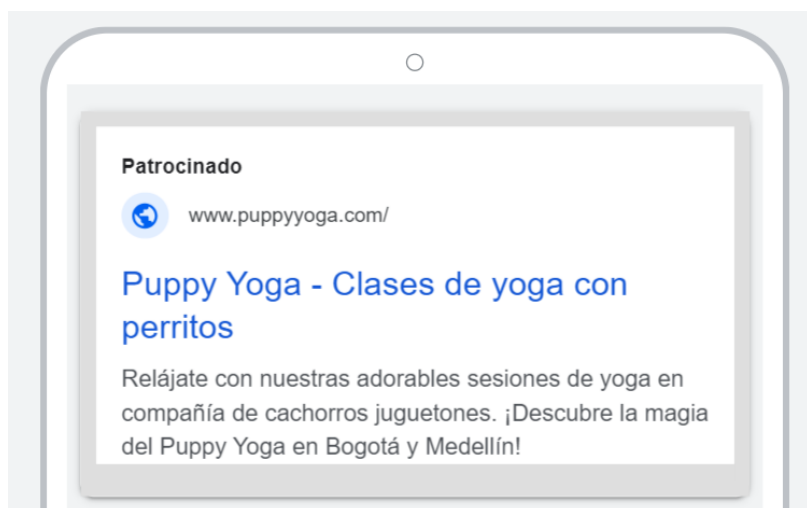 Patrocinado
www.puppyyoga.com/
Puppy Yoga - Clases de yoga con
perritos
Relájate con nuestras adorables sesiones de yoga en
compañía de cachorros juguetones. ¡Descubre la magia
del Puppy Yoga en Bogotá y Medellín!